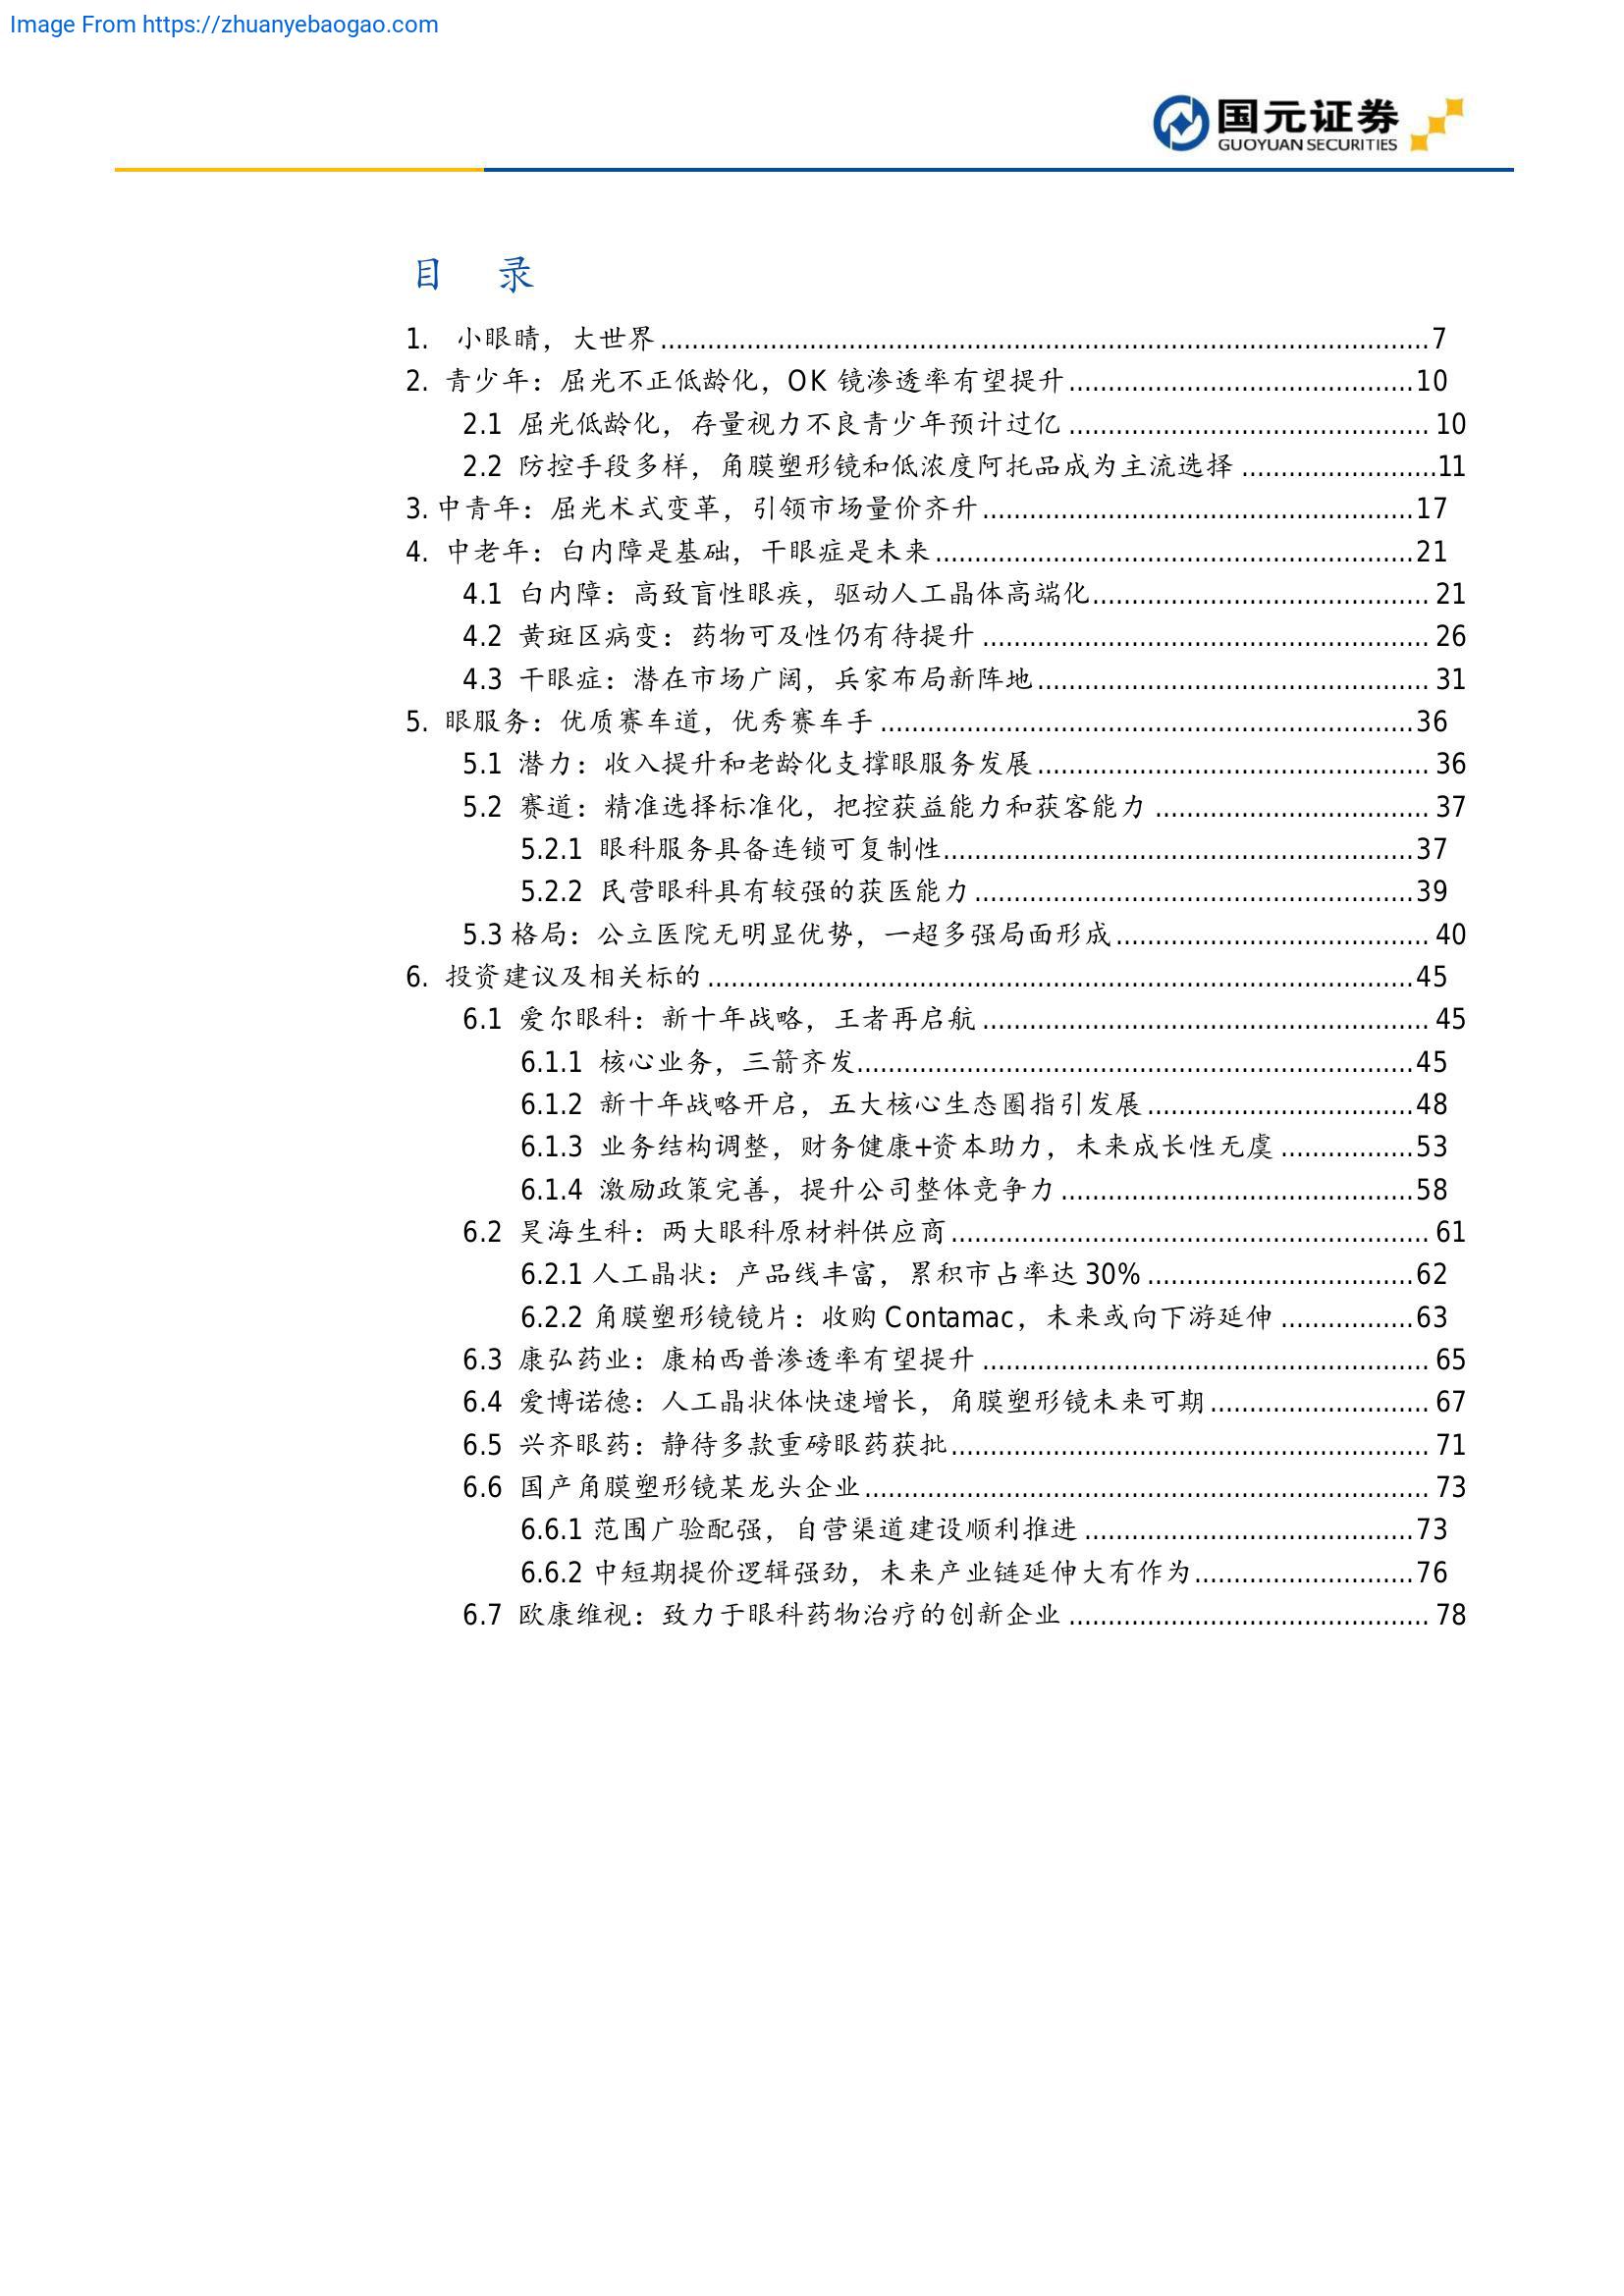 Image From https://zhuanyebaogao.com
国元证券
GUOYUAN SECURITIES
目 录
1. 小眼睛，大世界 7
2. 青少年：屈光不正低龄化，OK 镜渗透率有望提升 10
2.1 屈光低龄化，存量视力不良青少年预计过亿 10
2.2 防控手段多样，角膜塑形镜和低浓度阿托品成为主流选择 11
3. 中青年：屈光术式变革，引领市场量价齐升 17
4. 中老年：白内障是基础，干眼症是未来 21
4.1 白内障：高致盲性眼疾，驱动人工晶体高端化 21
4.2 黄斑区病变：药物可及性仍有待提升 26
4.3 干眼症：潜在市场广阔，兵家布局新阵地 31
5. 眼服务：优质赛车道，优秀赛车手 36
5.1 潜力：收入提升和老龄化支撑眼服务发展 36
5.2 赛道：精准选择标准化，把控获益能力和获客能力 37
5.2.1 眼科服务具备连锁可复制性 37
5.2.2 民营眼科具有较强的获医能力 39
5.3 格局：公立医院无明显优势，一超多强局面形成 40
6. 投资建议及相关标的 45
6.1 爱尔眼科：新十年战略，王者再启航 45
6.1.1 核心业务，三箭齐发 45
6.1.2 新十年战略开启，五大核心生态圈指引发展 48
6.1.3 业务结构调整，财务健康+资本助力，未来成长性无虞 53
6.1.4 激励政策完善，提升公司整体竞争力 58
6.2 昊海生科：两大眼科原材料供应商 61
6.2.1 人工晶状：产品线丰富，累积市占率达 30% 62
6.2.2 角膜塑形镜镜片：收购 Contamac，未来或向下游延伸 63
6.3 康弘药业：康柏西普渗透率有望提升 65
6.4 爱博诺德：人工晶状体快速增长，角膜塑形镜未来可期 67
6.5 兴齐眼药：静待多款重磅眼药获批 71
6.6 国产角膜塑形镜某龙头企业 73
6.6.1 范围广验配强，自营渠道建设顺利推进 73
6.6.2 中短期提价逻辑强劲，未来产业链延伸大有作为 76
6.7 欧康维视：致力于眼科药物治疗的创新企业 78